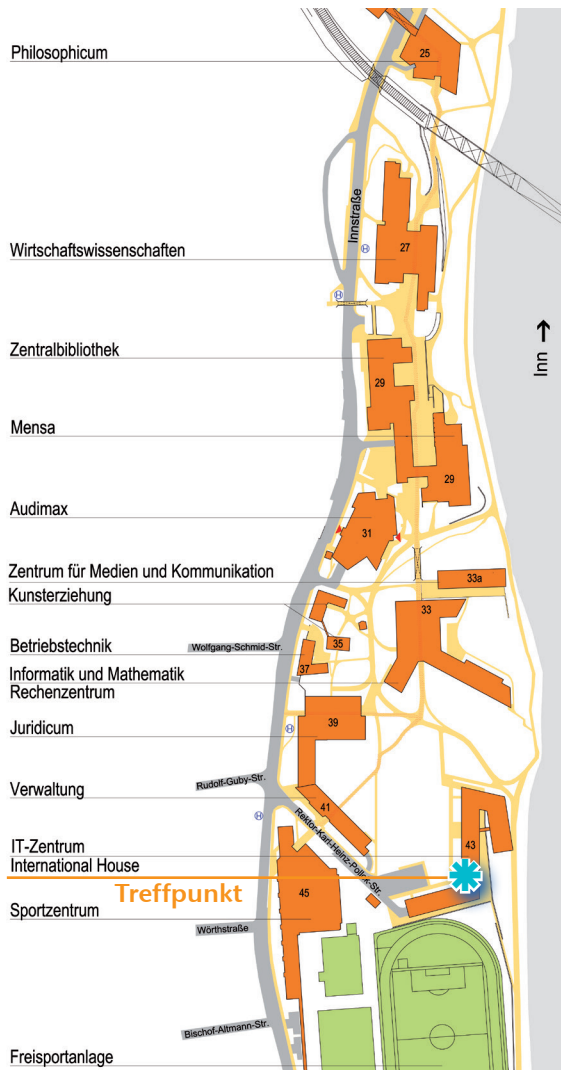 Philosophicum
25
Innstraße
Wirtschaftswissenschaften
27
H
H
Zentralbibliothek
29
Inn
Mensa
29
Audimax
31
Zentrum für Medien und Kommunikation
33a
Kunsterziehung
33
35
Betriebstechnik
Wolfgang-Schmid-Str.
37
Informatik und Mathematik
Rechenzentrum
39
Juridicum
H
Rudolf-Guby-Str.
Verwaltung
41
H
Rektor-Karl-Heinz-Pollok-Str.
IT-Zentrum
43
International House
Treffpunkt
45
Sportzentrum
Wörthstraße
Bischof-Altmann-Str.
Freisportanlage